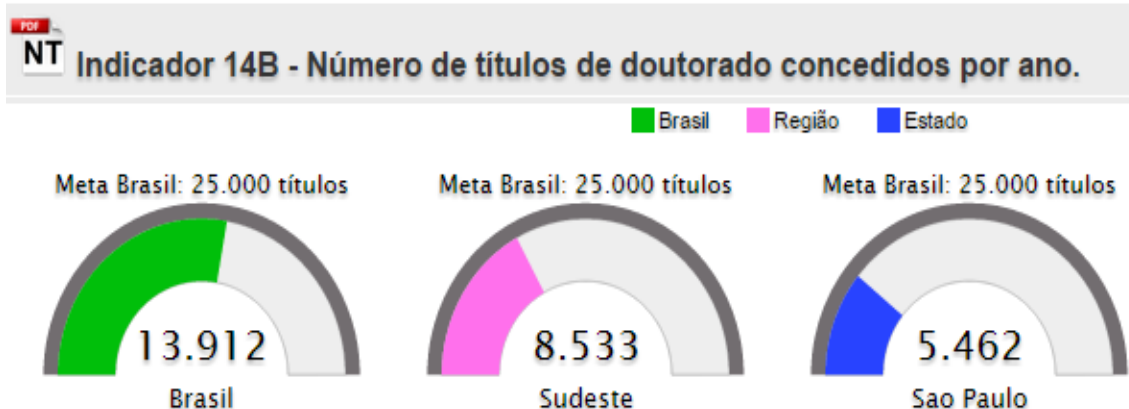 PDF
NT
Indicador 14B - Número de títulos de doutorado concedidos por ano.
Brasil Região Estado
Meta Brasil: 25.000 títulos Meta Brasil: 25.000 títulos Meta Brasil: 25.000 títulos
13.912 8.533 5.462
Brasil Sudeste Sao Paulo